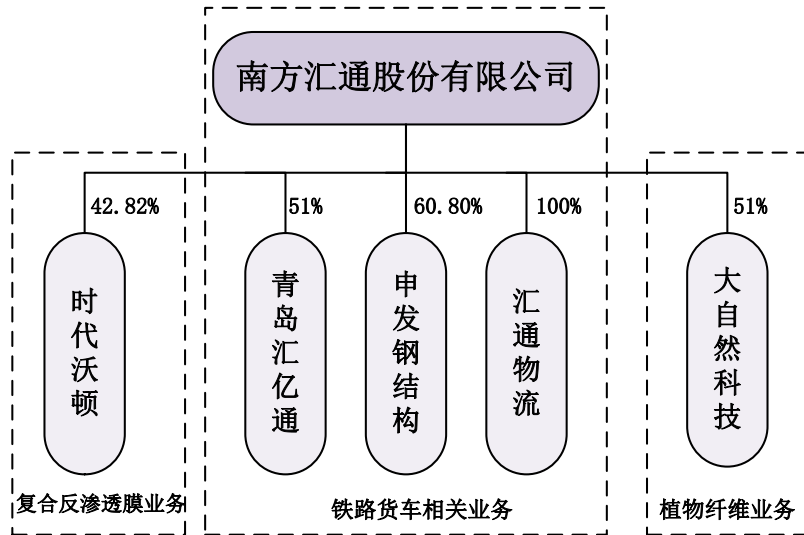 南方汇通股份有限公司
42.82%
51%
60.80%
100%
51%
时代沃顿
青岛汇亿通
申发钢结构
汇通物流
大自然科技
复合反渗透膜业务
铁路货车相关业务
植物纤维业务